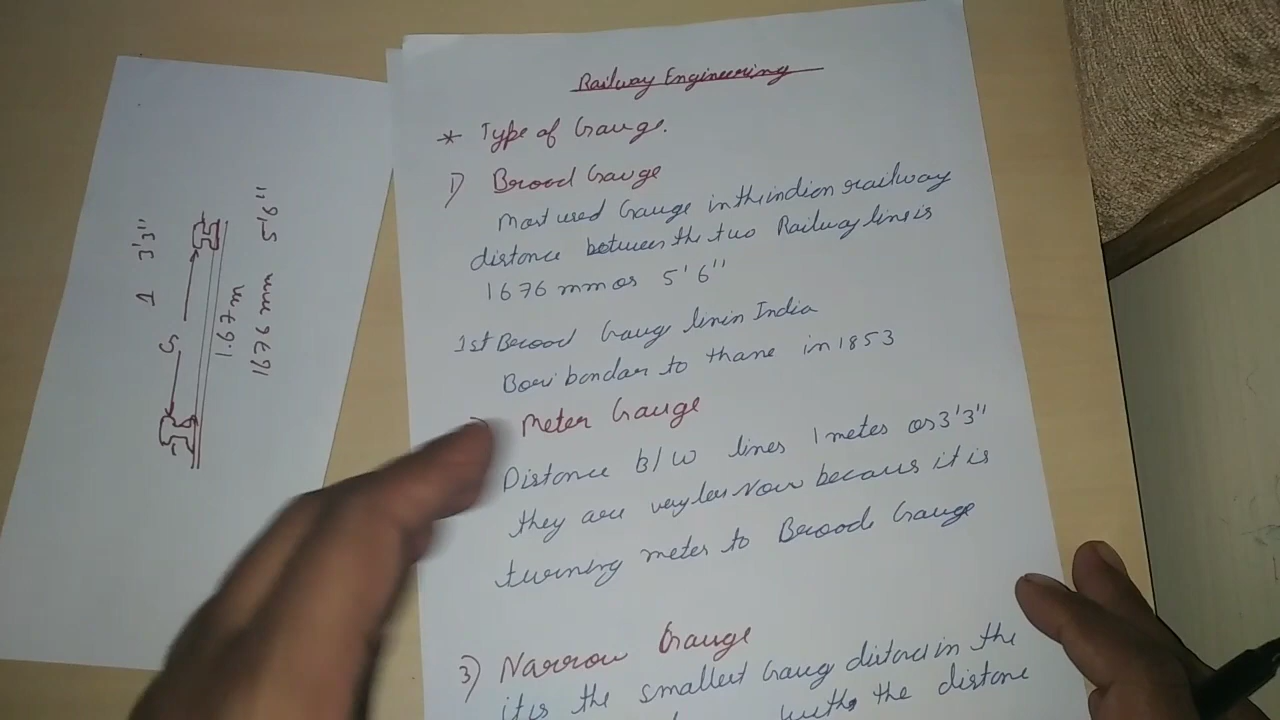 Railway Engineering
* Type of Gauge.
1) Broad Gauge
Most used Gauge in the indian railway
distance between the two Railway line is
1676 mm or 5'6"
1st Broad Gauge line in India
Bori bondar to thane in 1853
Meter Gauge
Distance b/w lines 1 meter or 3'3"
they are very less Now becaus it is
turning meter to Broade Gauge
3) Narrow Gauge
it is the smallest Gaug distance in the
the distance
1676 mm 5'6"
1.67m
G
1 3'3"